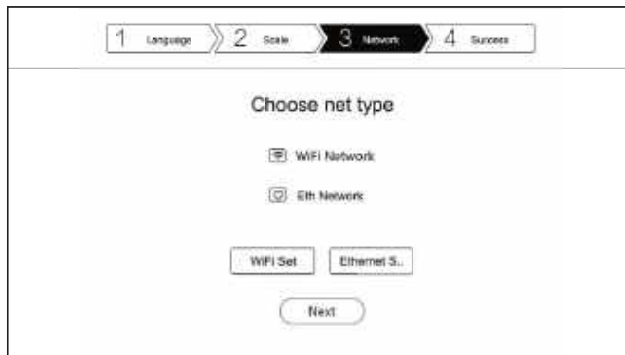 1 Language 2 Scale 3 Network 4 Success
Choose net type
WiFi Network
Eth Network
WiFi Set Ethernet S..
Next